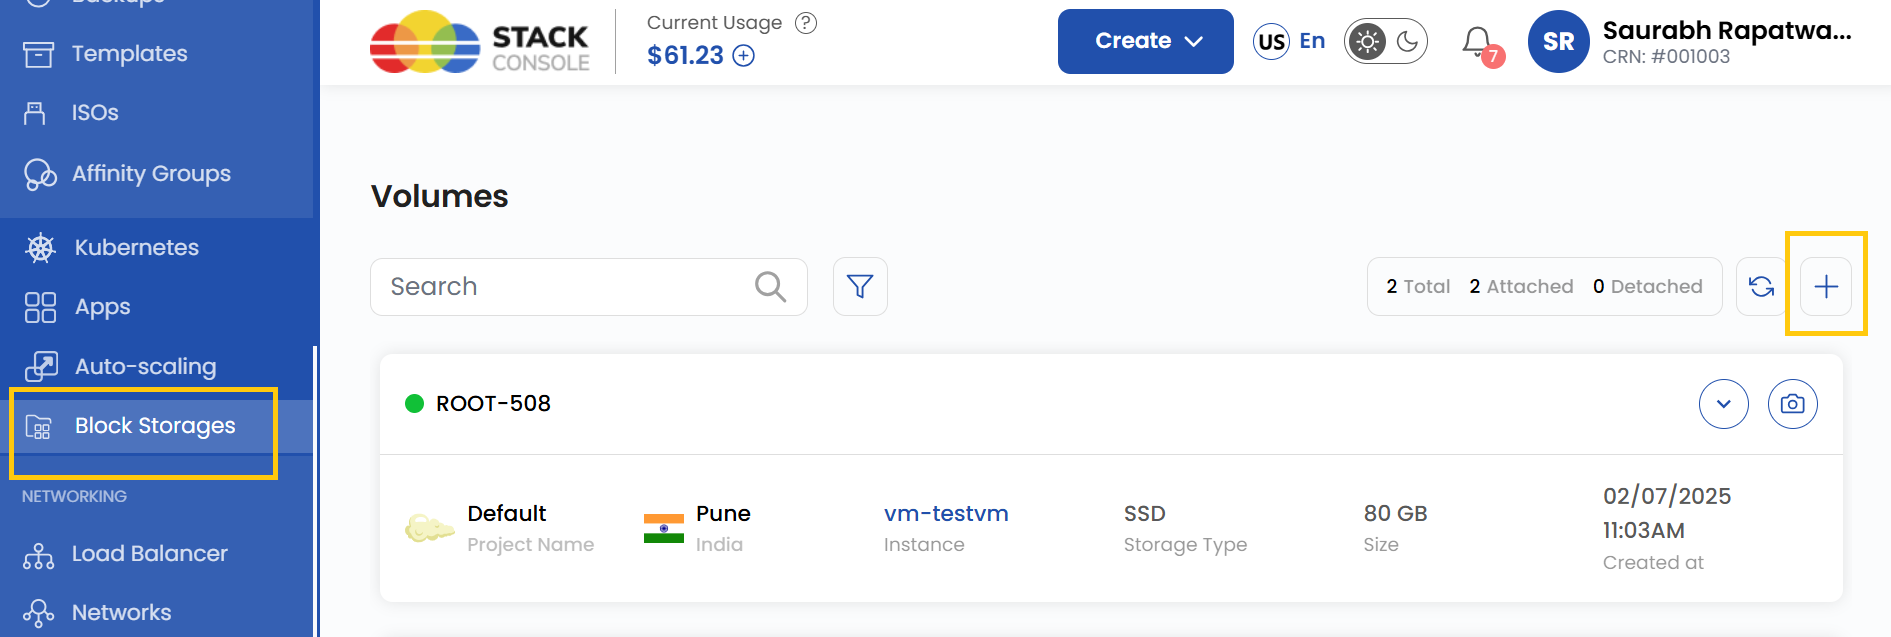 Backups
Templates
ISOs
Affinity Groups
Kubernetes
Apps
Auto-scaling
Block Storages
NETWORKING
Load Balancer
Networks
STACK
CONSOLE
Current Usage ?
$61.23
Create
US En
7
SR
Saurabh Rapatwa...
CRN: #001003
Volumes
Search
2 Total 2 Attached 0 Detached
ROOT-508
Default
Project Name
Pune
India
vm-testvm
Instance
SSD
Storage Type
80 GB
Size
02/07/2025
11:03AM
Created at